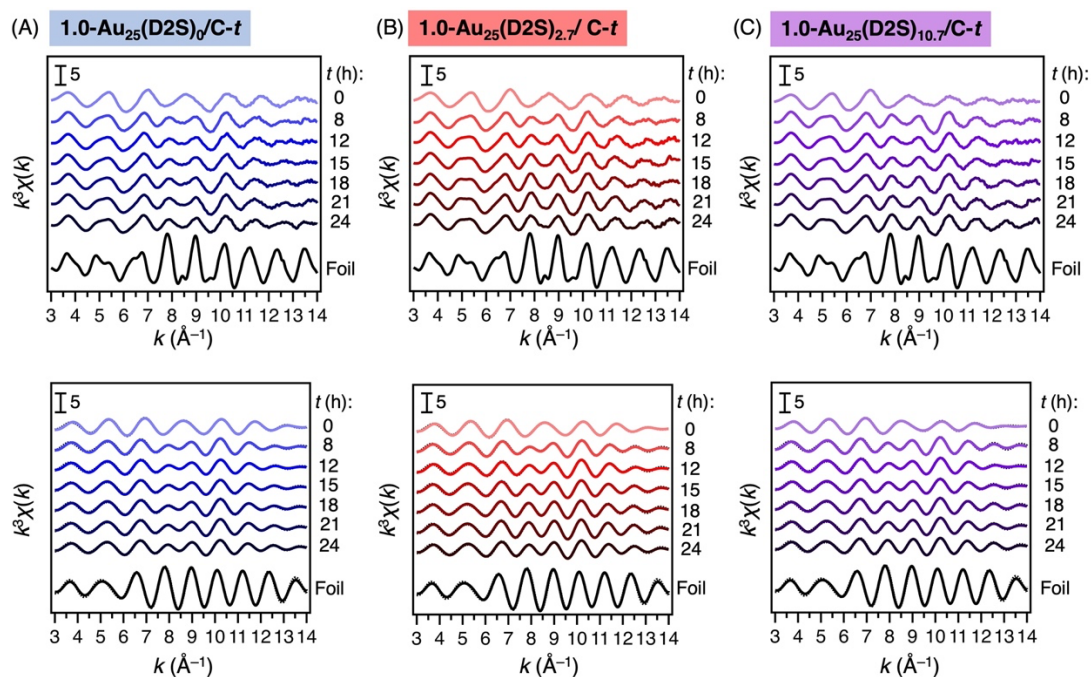 (A) 1.0-Au₂₅(D2S)₀/C-t
5
t (h):
0
8
12
15
18
21
24
Foil
k³χ(k)
3 4 5 6 7 8 9 10 11 12 13 14
k (Å⁻¹)
(B) 1.0-Au₂₅(D2S)₂.₇/ C-t
5
t (h):
0
8
12
15
18
21
24
Foil
k³χ(k)
3 4 5 6 7 8 9 10 11 12 13 14
k (Å⁻¹)
(C) 1.0-Au₂₅(D2S)₁₀.₇/C-t
5
t (h):
0
8
12
15
18
21
24
Foil
k³χ(k)
3 4 5 6 7 8 9 10 11 12 13 14
k (Å⁻¹)
5
t (h):
0
8
12
15
18
21
24
Foil
k³χ(k)
3 4 5 6 7 8 9 10 11 12 13 14
k (Å⁻¹)
5
t (h):
0
8
12
15
18
21
24
Foil
k³χ(k)
3 4 5 6 7 8 9 10 11 12 13 14
k (Å⁻¹)
5
t (h):
0
8
12
15
18
21
24
Foil
k³χ(k)
3 4 5 6 7 8 9 10 11 12 13 14
k (Å⁻¹)